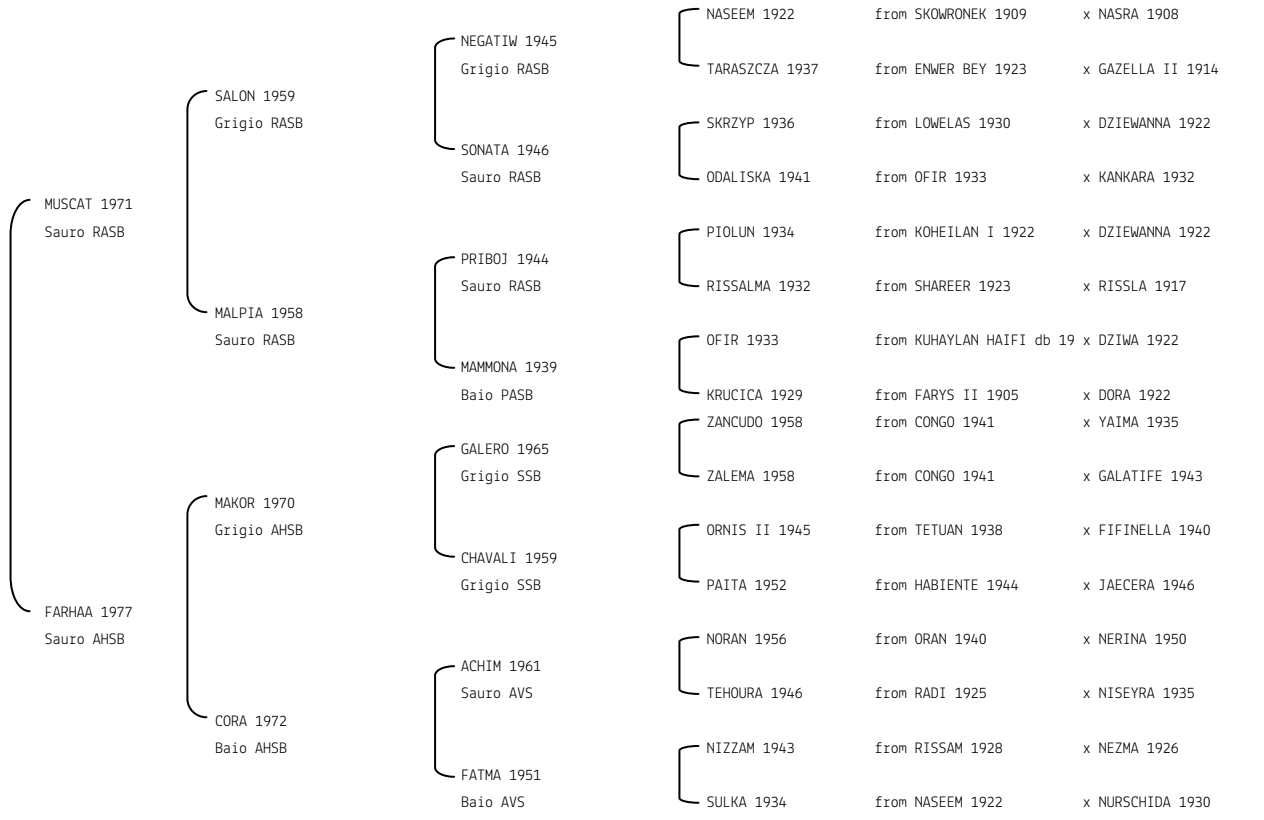 NASEEM 1922 from SKOWRONEK 1909 x NASRA 1908
NEGATIW 1945
Grigio RASB TARASZCZA 1937 from ENWER BEY 1923 x GAZELLA II 1914
SALON 1959
Grigio RASB SKRZYP 1936 from LOWELAS 1930 x DZIEWANNA 1922
SONATA 1946
Sauro RASB ODALISKA 1941 from OFIR 1933 x KANKARA 1932
MUSCAT 1971
Sauro RASB PIOLUN 1934 from KOHEILAN I 1922 x DZIEWANNA 1922
PRIBOJ 1944
Sauro RASB RISSALMA 1932 from SHAREER 1923 x RISSLA 1917
MALPIA 1958
Sauro RASB OFIR 1933 from KUHAYLAN HAIFI db 19 x DZIWA 1922
MAMMONA 1939
Baio PASB KRUCICA 1929 from FARYS II 1905 x DORA 1922
ZANCUDO 1958 from CONGO 1941 x YAIMA 1935
GALERO 1965
Grigio SSB ZALEMA 1958 from CONGO 1941 x GALATIFE 1943
MAKOR 1970
Grigio AHSB ORNIS II 1945 from TETUAN 1938 x FIFINELLA 1940
CHAVALI 1959
Grigio SSB PAITA 1952 from HABIENTE 1944 x JAECERA 1946
FARHAA 1977
Sauro AHSB NORAN 1956 from ORAN 1940 x NERINA 1950
ACHIM 1961
Sauro AVS TEHOURA 1946 from RADI 1925 x NISEYRA 1935
CORA 1972
Baio AHSB NIZZAM 1943 from RISSAM 1928 x NEZMA 1926
FATMA 1951
Baio AVS SULKA 1934 from NASEEM 1922 x NURSCHIDA 1930